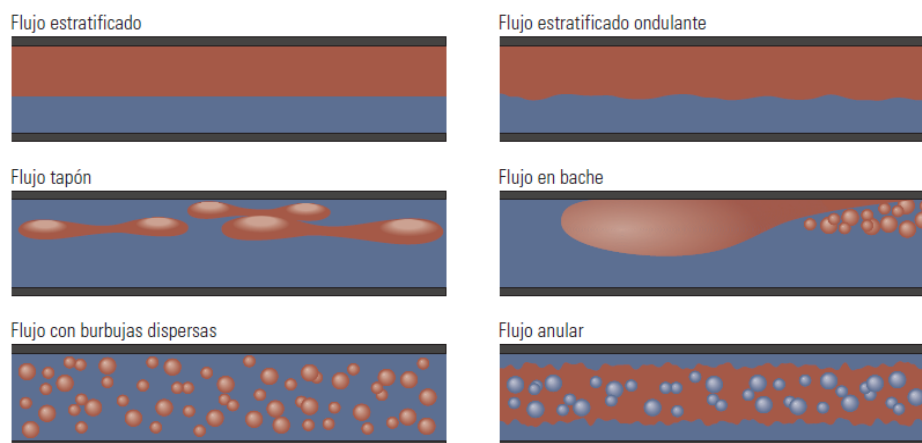 Flujo estratificado
Flujo estratificado ondulante
Flujo tapón
Flujo en bache
Flujo con burbujas dispersas
Flujo anular